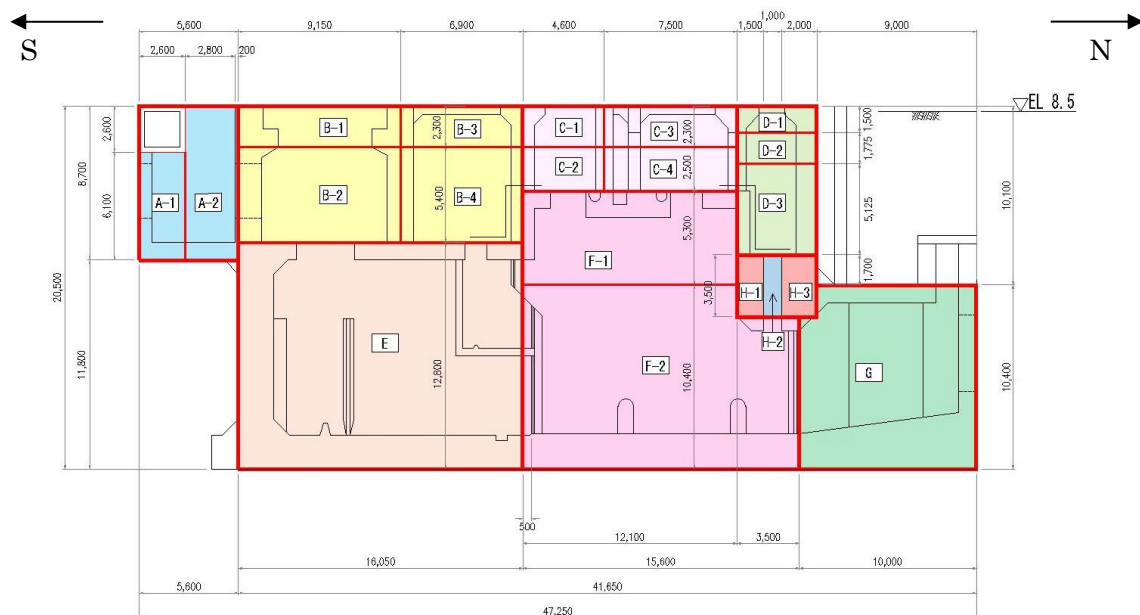 S
N
5,600
9,150
6,900
4,600
7,500
1,500
1,000
2,000
9,000
2,600
2,800
200
EL 8.5
20,500
8,700
11,800
2,600
6,100
A-1
A-2
B-1
B-2
B-3
B-4
2,300
5,400
12,800
C-1
C-2
C-3
C-4
2,300
2,500
5,300
10,400
D-1
D-2
D-3
1,500
1,775
5,125
1,700
10,100
10,400
E
F-1
F-2
3,500
H-1
H-3
H-2
G
500
12,100
3,500
16,050
15,600
10,000
5,600
41,650
47,250